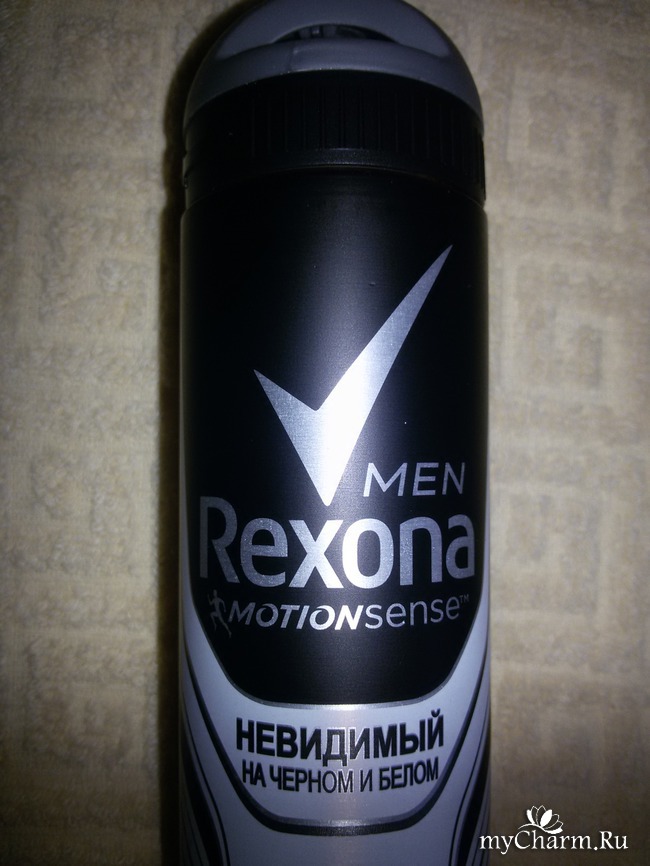 MEN
Rexona
MOTIONsense™
НЕВИДИМЫЙ
НА ЧЕРНОМ И БЕЛОМ
myCharm.Ru